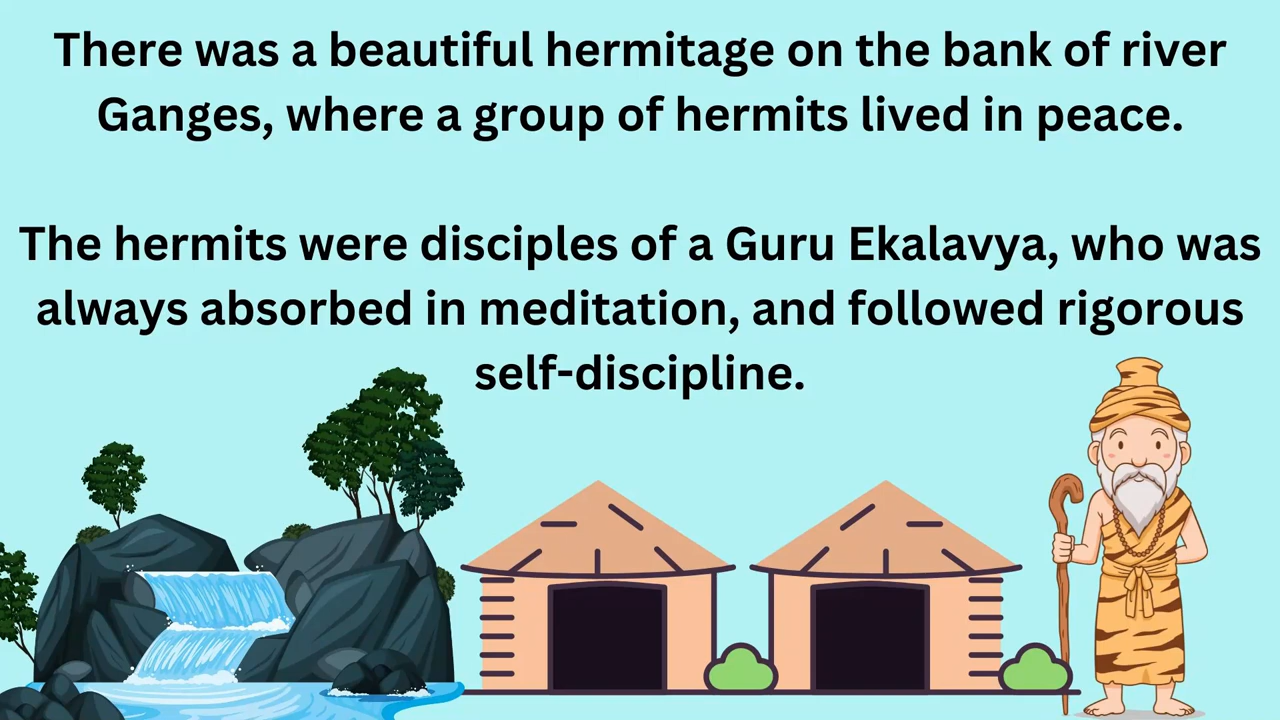 There was a beautiful hermitage on the bank of river
Ganges, where a group of hermits lived in peace.
The hermits were disciples of a Guru Ekalavya, who was
always absorbed in meditation, and followed rigorous
self-discipline.